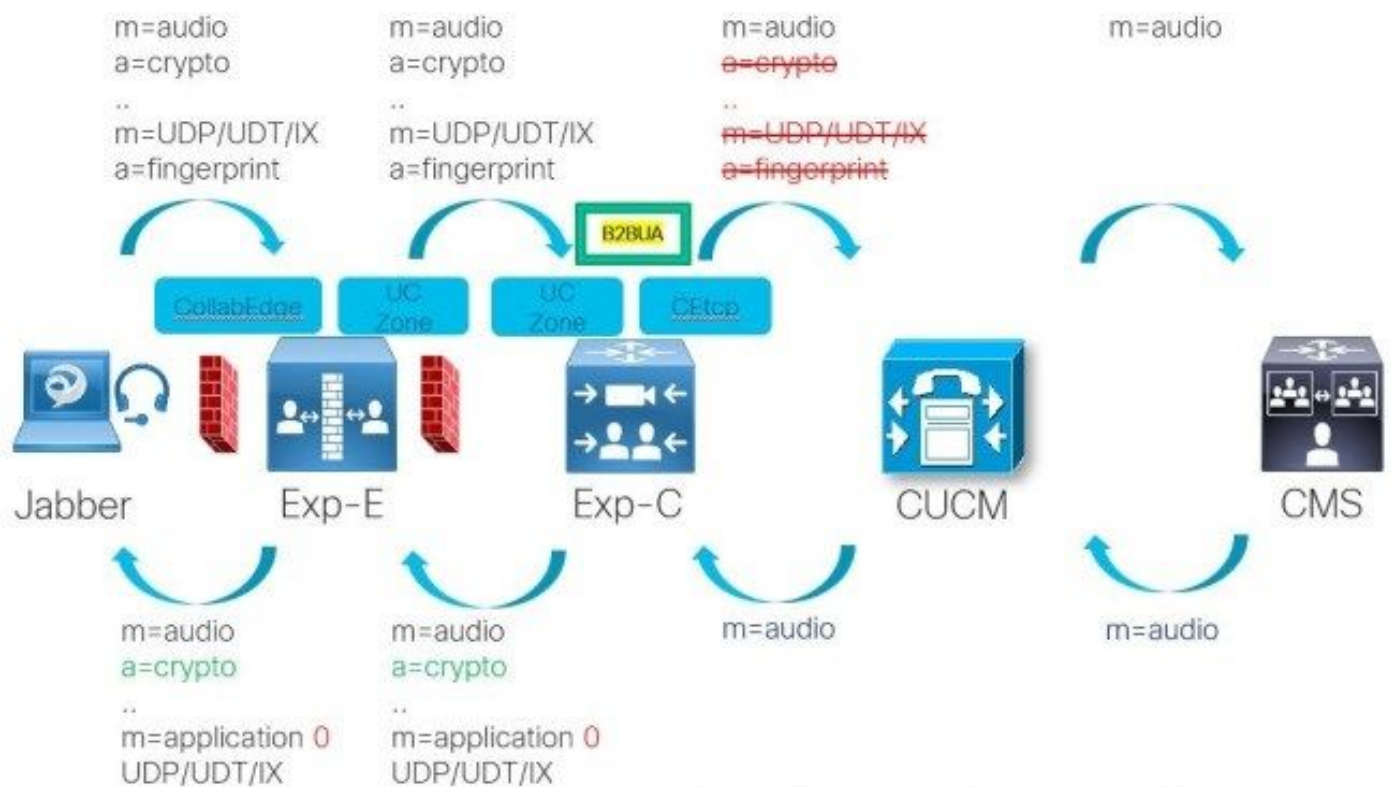 m=audio
a=crypto
..
m=UDP/UDT/IX
a=fingerprint
m=audio
a=crypto
..
m=UDP/UDT/IX
a=fingerprint
m=audio
a=crypto
..
m=UDP/UDT/IX
a=fingerprint
m=audio
B2BUA
CollabEdge
UC
Zone
UC
Zone
CEtcp
Jabber
Exp-E
Exp-C
CUCM
CMS
m=audio
a=crypto
..
m=application 0
UDP/UDT/IX
m=audio
a=crypto
..
m=application 0
UDP/UDT/IX
m=audio
m=audio